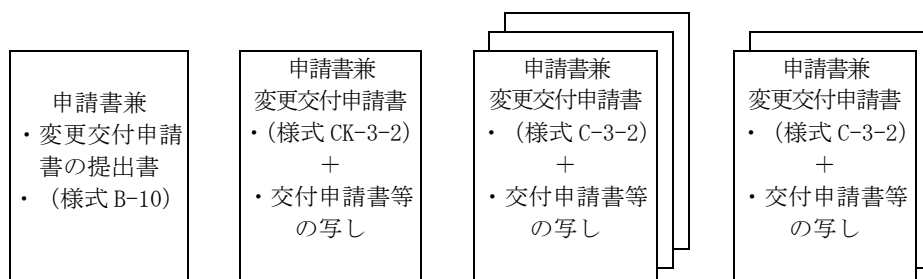 申請書兼
・変更交付申請
書の提出書
・（様式 B-10）
申請書兼
変更交付申請書
・（様式 CK-3-2）
＋
・交付申請書等
の写し
申請書兼
変更交付申請書
・（様式 C-3-2）
＋
・交付申請書等
の写し
申請書兼
変更交付申請書
・（様式 C-3-2）
＋
・交付申請書等
の写し